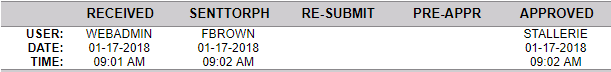 RECEIVED SENTTORPH RE-SUBMIT PRE-APPR APPROVED
USER: WEBADMIN FBROWN STALLERIE
DATE: 01-17-2018 01-17-2018 01-17-2018
TIME: 09:01 AM 09:02 AM 09:02 AM